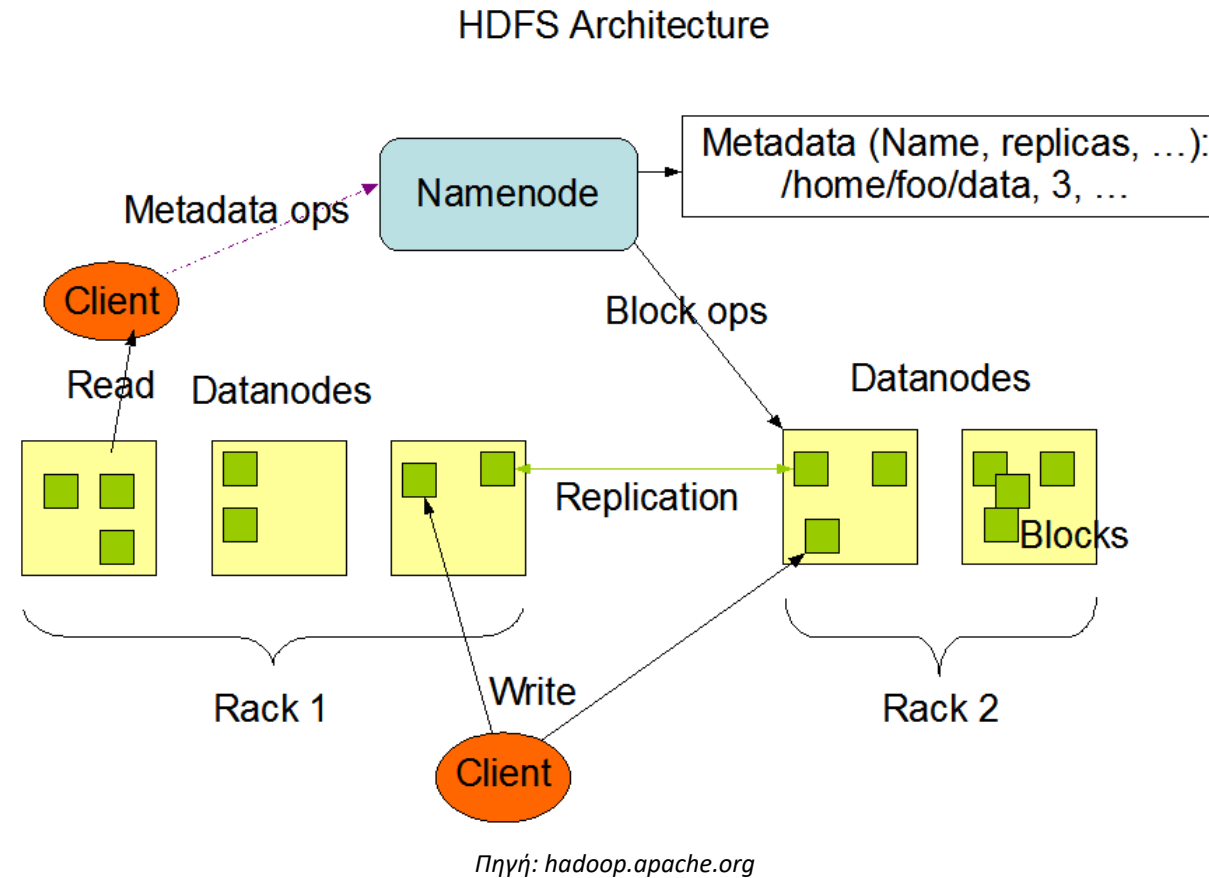 HDFS Architecture
Metadata (Name, replicas, …):
/home/foo/data, 3, …
Namenode
Metadata ops
Client
Block ops
Read
Datanodes
Datanodes
Replication
Blocks
Rack 1
Write
Rack 2
Client
Πηγή: hadoop.apache.org